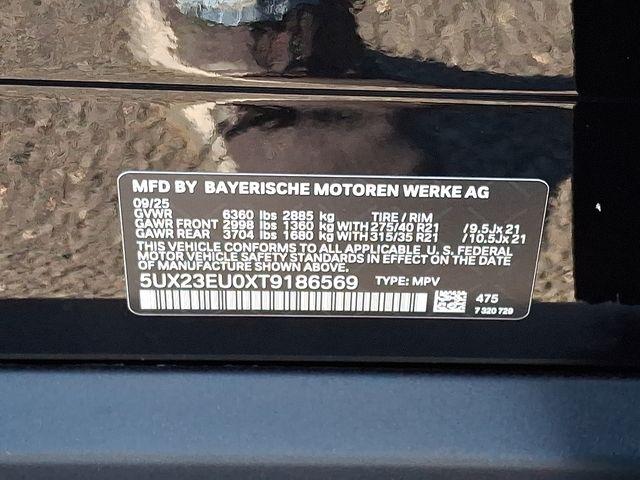 MFD BY BAYERISCHE MOTOREN WERKE AG
09/25
GVWR 6360 lbs 2885 kg TIRE / RIM
GAWR FRONT 2998 lbs 1360 kg WITH 275/40 R21 /9.5Jx21
GAWR REAR 3704 lbs 1680 kg WITH 315/35 R21 /10.5Jx21
THIS VEHICLE CONFORMS TO ALL APPLICABLE U.S. FEDERAL
MOTOR VEHICLE SAFETY STANDARDS IN EFFECT ON THE DATE
OF MANUFACTURE SHOWN ABOVE.
5UX23EU0XT9186569 TYPE: MPV
475
7 320 729